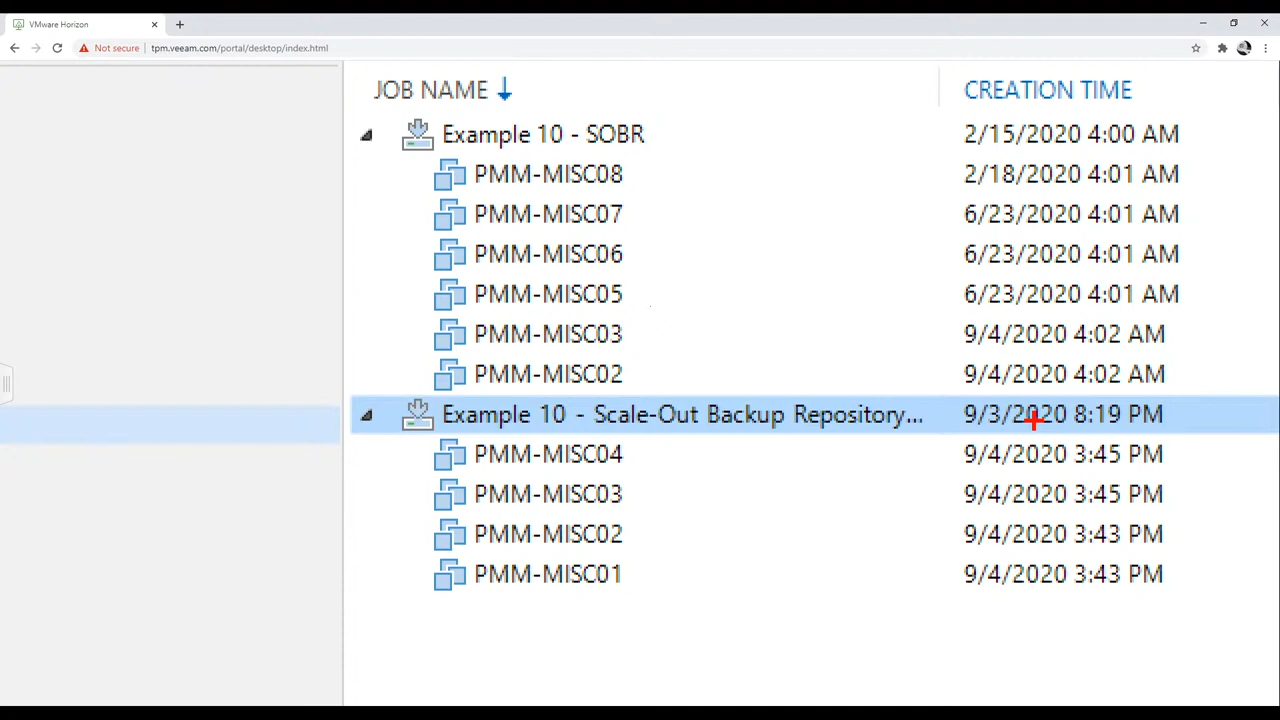 VMware Horizon
Not secure tpm.veeam.com/portal/desktop/index.html
JOB NAME CREATION TIME
Example 10 - SOBR 2/15/2020 4:00 AM
PMM-MISC08 2/18/2020 4:01 AM
PMM-MISC07 6/23/2020 4:01 AM
PMM-MISC06 6/23/2020 4:01 AM
PMM-MISC05 6/23/2020 4:01 AM
PMM-MISC03 9/4/2020 4:02 AM
PMM-MISC02 9/4/2020 4:02 AM
Example 10 - Scale-Out Backup Repository... 9/3/2020 8:19 PM
PMM-MISC04 9/4/2020 3:45 PM
PMM-MISC03 9/4/2020 3:45 PM
PMM-MISC02 9/4/2020 3:43 PM
PMM-MISC01 9/4/2020 3:43 PM